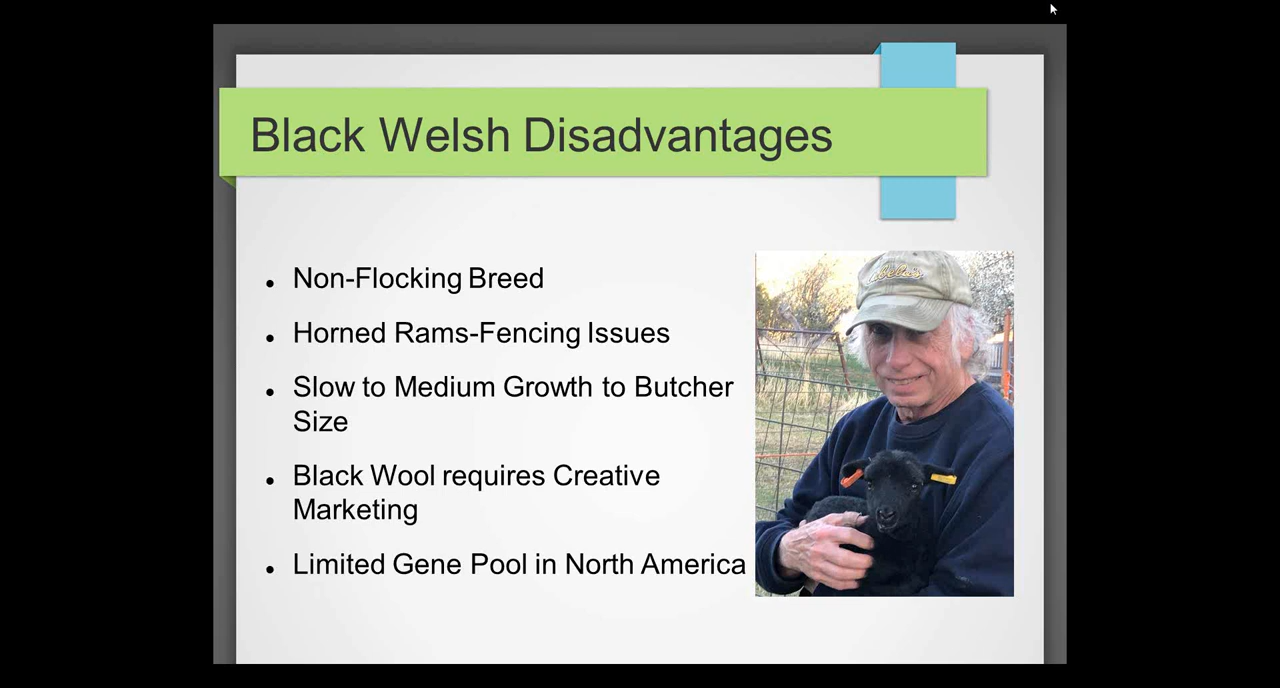 Black Welsh Disadvantages
Non-Flocking Breed
Horned Rams-Fencing Issues
Slow to Medium Growth to Butcher
Size
Black Wool requires Creative
Marketing
Limited Gene Pool in North America
Cabela's